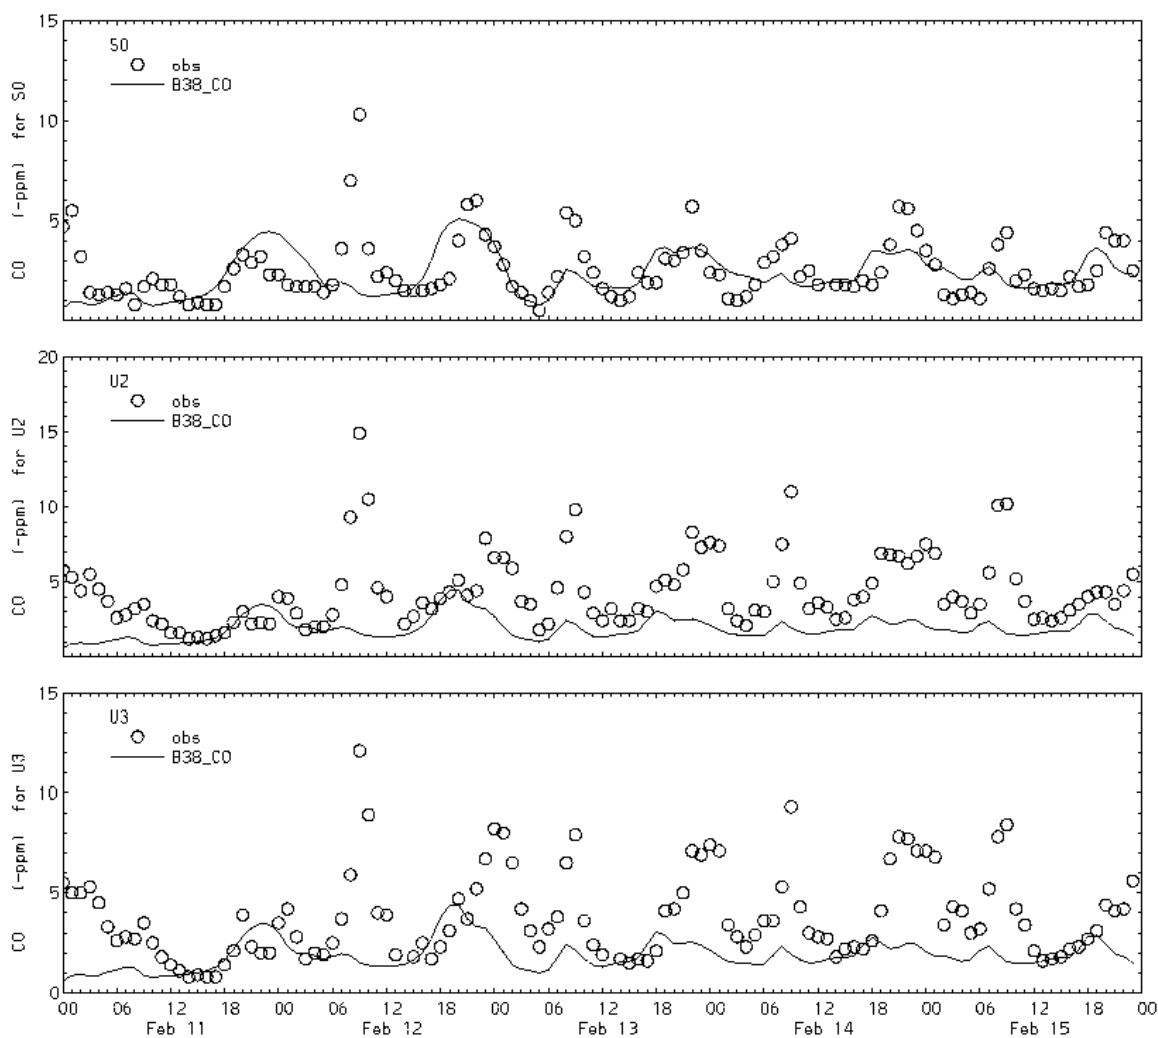 15
S0
obs
B38_CO
10
5
CO (-ppm) for S0
20
U2
obs
B38_CO
15
10
5
CO (-ppm) for U2
15
U3
obs
B38_CO
10
5
0
CO (-ppm) for U3
00 06 12 18 00 06 12 18 00 06 12 18 00 06 12 18 00 06 12 18 00
Feb 11 Feb 12 Feb 13 Feb 14 Feb 15